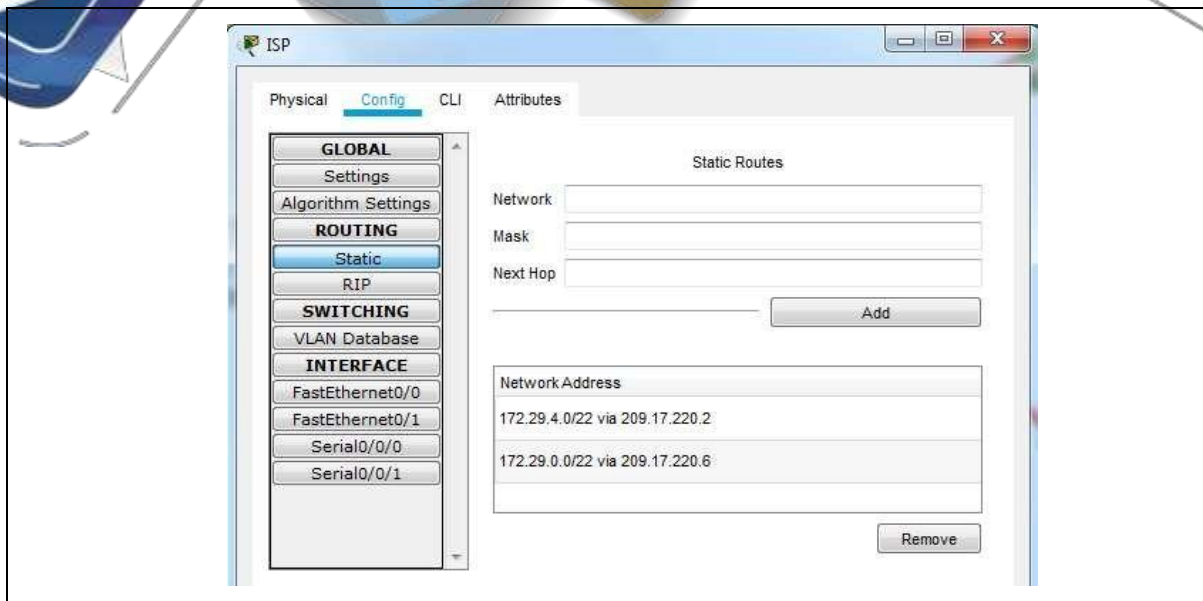 ISP
Physical Config CLI Attributes
GLOBAL
Settings
Algorithm Settings
ROUTING
Static
RIP
SWITCHING
VLAN Database
INTERFACE
FastEthernet0/0
FastEthernet0/1
Serial0/0/0
Serial0/0/1
Static Routes
Network
Mask
Next Hop
Add
Network Address
172.29.4.0/22 via 209.17.220.2
172.29.0.0/22 via 209.17.220.6
Remove